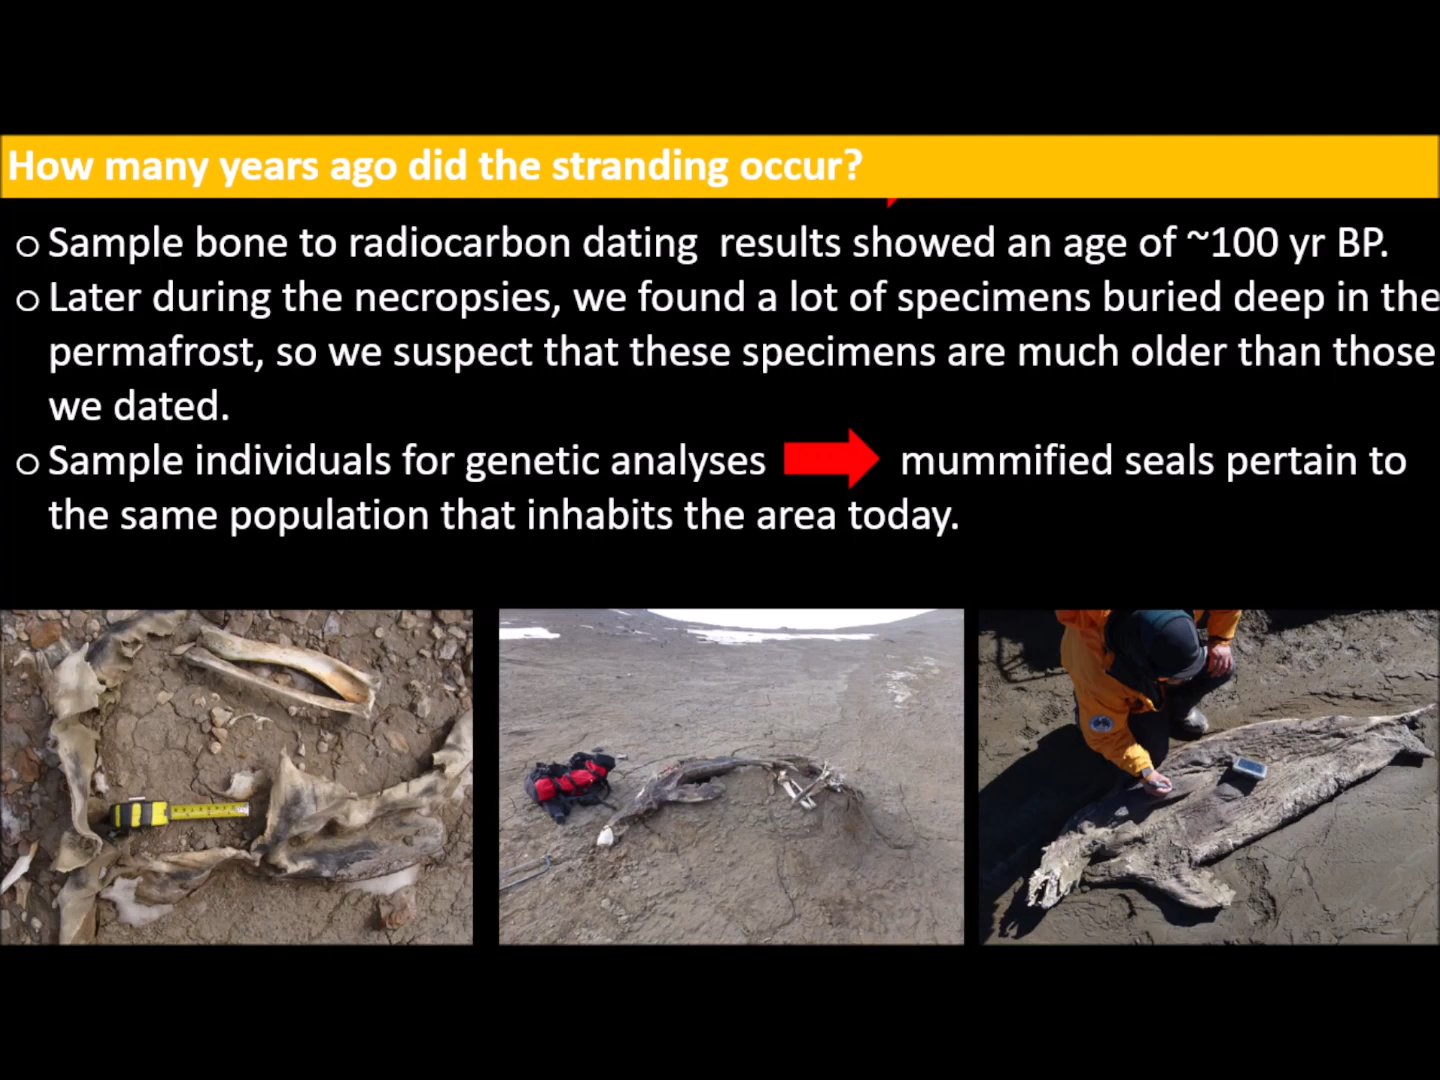 How many years ago did the stranding occur?
○ Sample bone to radiocarbon dating results showed an age of ~100 yr BP.
○ Later during the necropsies, we found a lot of specimens buried deep in the
permafrost, so we suspect that these specimens are much older than those
we dated.
○ Sample individuals for genetic analyses mummified seals pertain to
the same population that inhabits the area today.